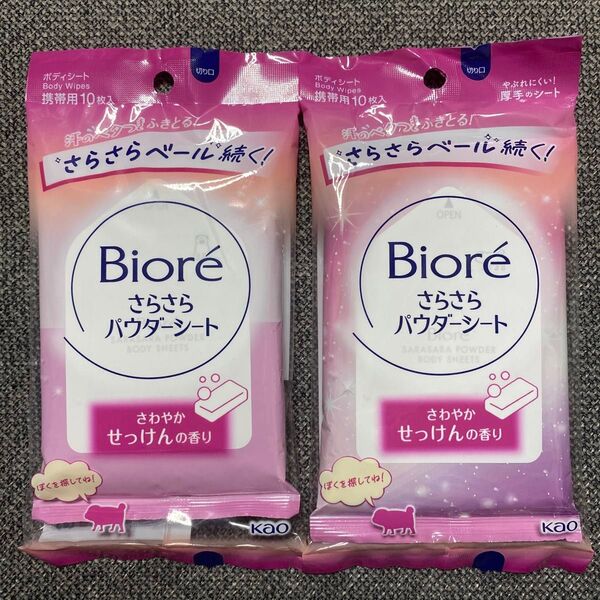 切り口
ボディシート
Body Wipes
携帯用10枚入
汗のベタつきふきとる!
さらさらベール続く!
Bioré
さらさら
パウダーシート
SARASARA POWDER
BODY SHEETS
さわやか
せっけんの香り
ぼくを探してね!
Kao
切り口
ボディシート
Body Wipes
携帯用10枚入
やぶれにくい!
厚手のシート
汗のベタつきふきとる!
さらさらベール続く!
OPEN
Bioré
さらさら
パウダーシート
Bioré
SARASARA POWDER
BODY SHEETS
さわやか
せっけんの香り
ぼくを探してね!
Kao